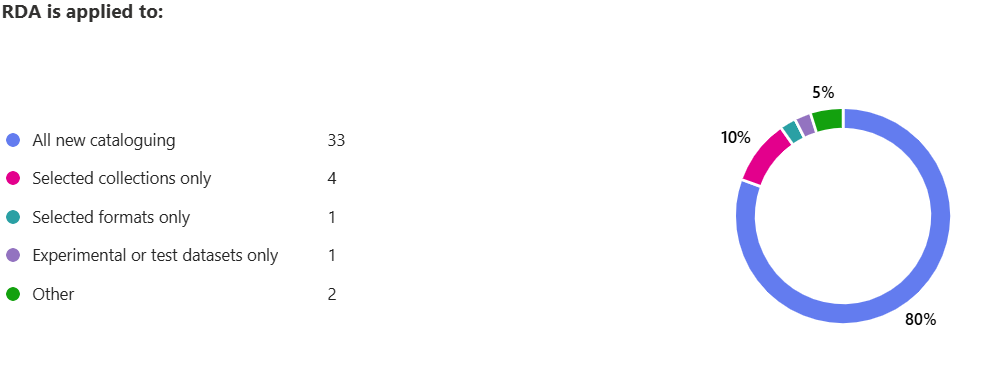 RDA is applied to:
5%
All new cataloguing 33
10%
Selected collections only 4
Selected formats only 1
Experimental or test datasets only 1
Other 2
80%